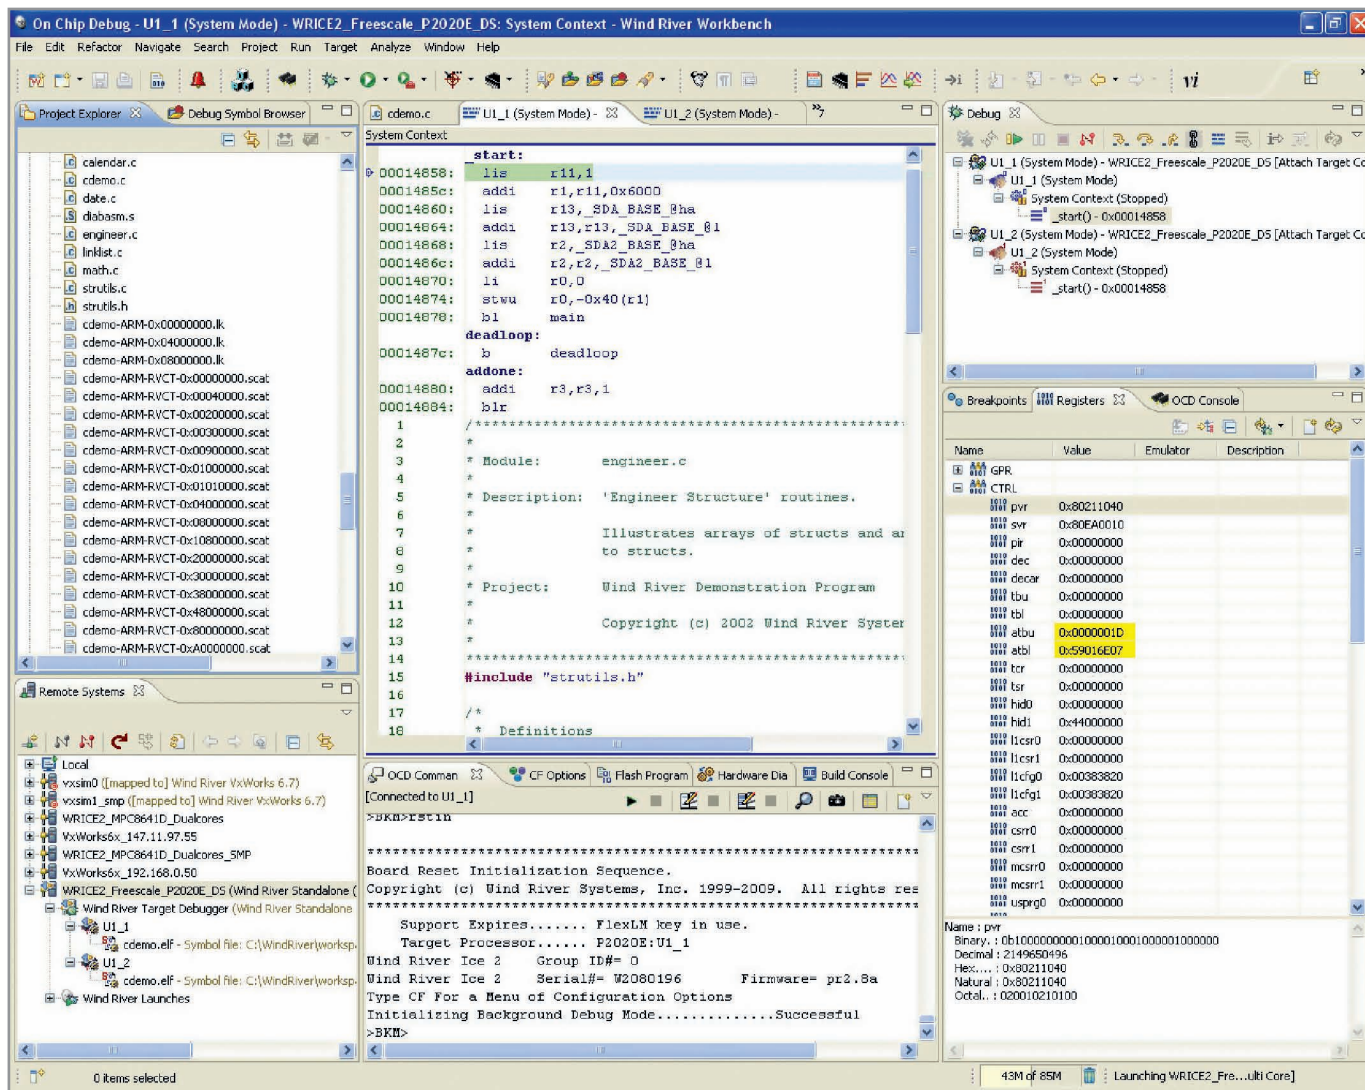 On Chip Debug - U1_1 (System Mode) - WRICE2_Freescale_P2020E_DS: System Context - Wind River Workbench
File Edit Refactor Navigate Search Project Run Target Analyze Window Help
Project Explorer Debug Symbol Browser
calendar.c
cdemo.c
date.c
diabasm.s
engineer.c
linklist.c
math.c
strutils.c
strutils.h
cdemo-ARM-0x00000000.lk
cdemo-ARM-0x04000000.lk
cdemo-ARM-0x08000000.lk
cdemo-ARM-RVCT-0x00000000.scat
cdemo-ARM-RVCT-0x00040000.scat
cdemo-ARM-RVCT-0x00200000.scat
cdemo-ARM-RVCT-0x00300000.scat
cdemo-ARM-RVCT-0x00900000.scat
cdemo-ARM-RVCT-0x01000000.scat
cdemo-ARM-RVCT-0x01010000.scat
cdemo-ARM-RVCT-0x04000000.scat
cdemo-ARM-RVCT-0x08000000.scat
cdemo-ARM-RVCT-0x10800000.scat
cdemo-ARM-RVCT-0x20000000.scat
cdemo-ARM-RVCT-0x30000000.scat
cdemo-ARM-RVCT-0x38000000.scat
cdemo-ARM-RVCT-0x48000000.scat
cdemo-ARM-RVCT-0x80000000.scat
cdemo-ARM-RVCT-0xA0000000.scat
Remote Systems
Local
vxsim0 ([mapped to] Wind River VxWorks 6.7)
vxsim1_smp ([mapped to] Wind River VxWorks 6.7)
WRICE2_MPC8641D_Dualcores
VxWorks6x_147.11.97.55
WRICE2_MPC8641D_Dualcores_SMP
VxWorks6x_192.168.0.50
WRICE2_Freescale_P2020E_DS (Wind River Standalone (
Wind River Target Debugger (Wind River Standalone
U1_1
cdemo.elf - Symbol file: C:\WindRiver\worksp
U1_2
cdemo.elf - Symbol file: C:\WindRiver\worksp
Wind River Launches
0 items selected
cdemo.c U1_1 (System Mode) - U1_2 (System Mode) - 7
System Context
_start:
00014858: lis r11,1
0001485c: addi r1,r11,0x6000
00014860: lis r13,_SDA_BASE_@ha
00014864: addi r13,r13,_SDA_BASE_@l
00014868: lis r2,_SDA2_BASE_@ha
0001486c: addi r2,r2,_SDA2_BASE_@l
00014870: li r0,0
00014874: stwu r0,-0x40(r1)
00014878: bl main
deadloop:
0001487c: b deadloop
addone:
00014880: addi r3,r3,1
00014884: blr
1 /*************************************************
2 *
3 * Module: engineer.c
4 *
5 * Description: 'Engineer Structure' routines.
6 *
7 * Illustrates arrays of structs and ar
8 * to structs.
9 *
10 * Project: Wind River Demonstration Program
11 *
12 * Copyright (c) 2002 Wind River System
13 *
14 *************************************************
15 #include "strutils.h"
16
17 /*
18 * Definitions
OCD Comman CF Options Flash Program Hardware Dia Build Console
[Connected to U1_1]
>BKM>rstin
*************************************************************
Board Reset Initialization Sequence.
Copyright (c) Wind River Systems, Inc. 1999-2009. All rights res
*************************************************************
Support Expires....... FlexLM key in use.
Target Processor...... P2020E:U1_1
Wind River Ice 2 Group ID#= 0
Wind River Ice 2 Serial#= W2080196 Firmware= pr2.8a
Type CF For a Menu of Configuration Options
Initializing Background Debug Mode..............Successful
>BKM>
vi
Debug
U1_1 (System Mode) - WRICE2_Freescale_P2020E_DS [Attach Target Co
U1_1 (System Mode)
System Context (Stopped)
_start() - 0x00014858
U1_2 (System Mode) - WRICE2_Freescale_P2020E_DS [Attach Target Co
U1_2 (System Mode)
System Context (Stopped)
_start() - 0x00014858
Breakpoints Registers OCD Console
Name Value Emulator Description
GPR
CTRL
pvr 0x80211040
svr 0x80EA0010
pir 0x00000000
dec 0x00000000
decar 0x00000000
tbu 0x00000000
tbl 0x00000000
atbu 0x0000001D
atbl 0x59016E07
tcr 0x00000000
tsr 0x00000000
hid0 0x00000000
hid1 0x44000000
l1csr0 0x00000000
l1csr1 0x00000000
l1cfg0 0x00383820
l1cfg1 0x00383820
acc 0x00000000
csrr0 0x00000000
csrr1 0x00000000
mcsrr0 0x00000000
mcsrr1 0x00000000
usprg0 0x00000000
Name : pvr
Binary. : 0b10000000001000010001000001000000
Decimal : 2149650496
Hex.... : 0x80211040
Natural : 0x80211040
Octal.. : 020010210100
43M of 85M Launching WRICE2_Fre...ulti Core]